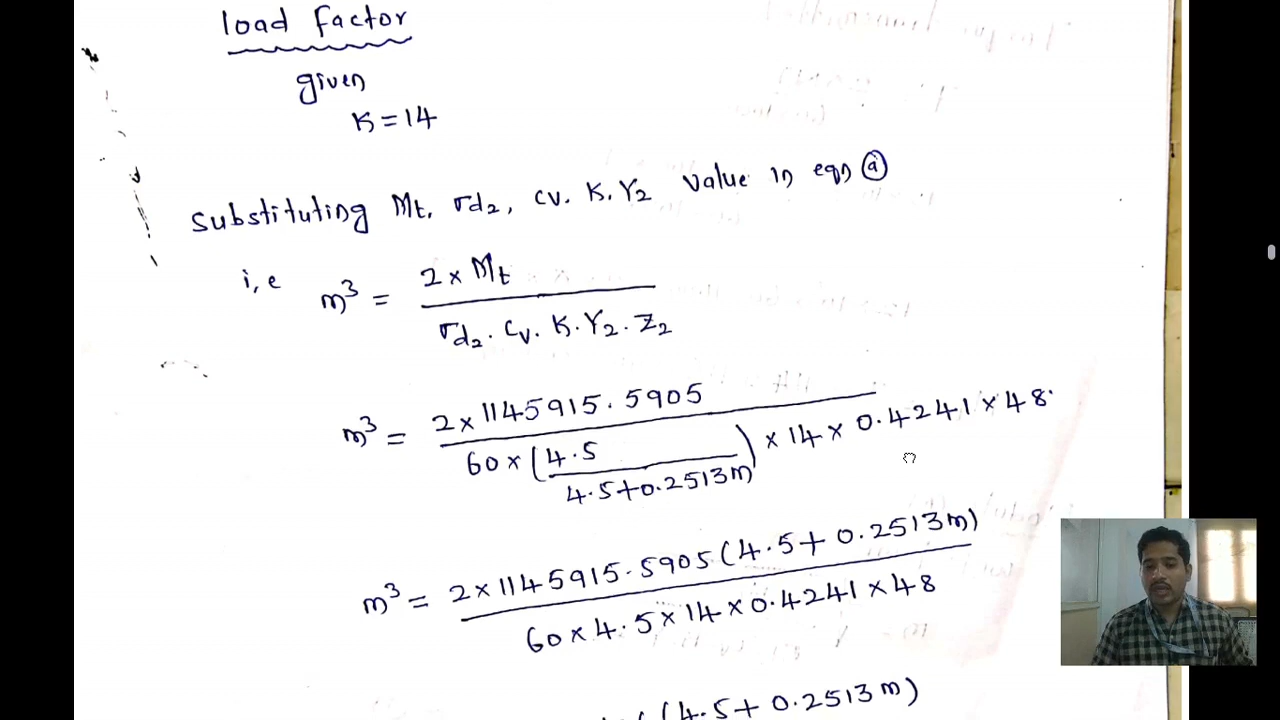 load factor
given
K = 14
substituting Mt, σd2, cv. K. Y2 value in eqn ⓐ
i,e m³ = 2 × Mt
σd2. Cv. K. Y2. Z2
m³ = 2 × 1145915.5905
60 × (4.5 / 4.5+0.2513m) × 14 × 0.4241 × 48.
m³ = 2 × 1145915.5905 (4.5 + 0.2513m)
60 × 4.5 × 14 × 0.4241 × 48
(4.5 + 0.2513m)